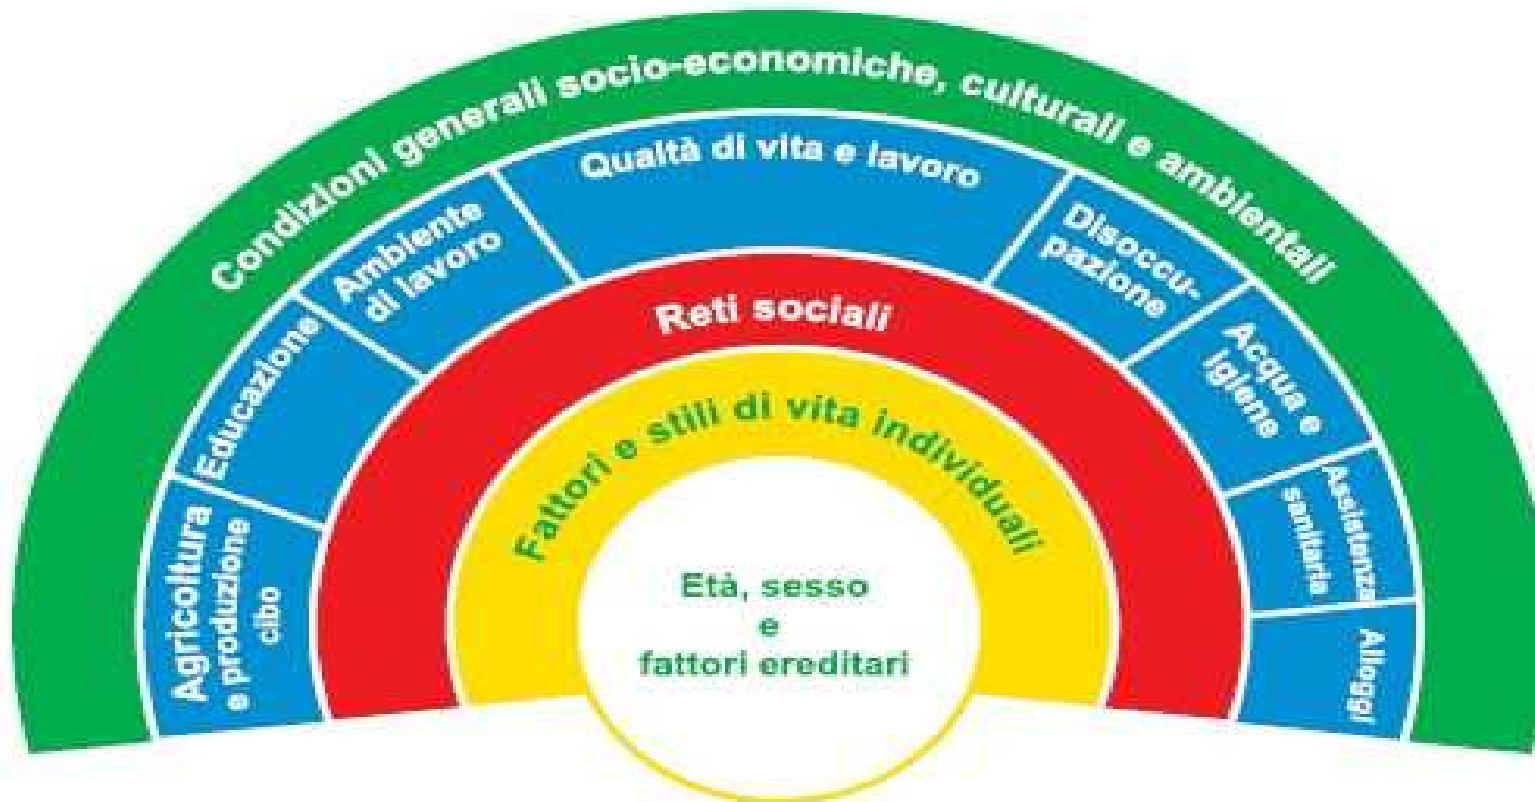 Condizioni generali socio-economiche, culturali e ambientali
Agricoltura
e produzione
cibo
Educazione
Ambiente
di lavoro
Qualtà di vita e lavoro
Disoccu-
pazione
Acqua e
igiene
Assistenza
sanitaria
Alloggi
Reti sociali
Fattori e stili di vita individuali
Età, sesso
e
fattori ereditari